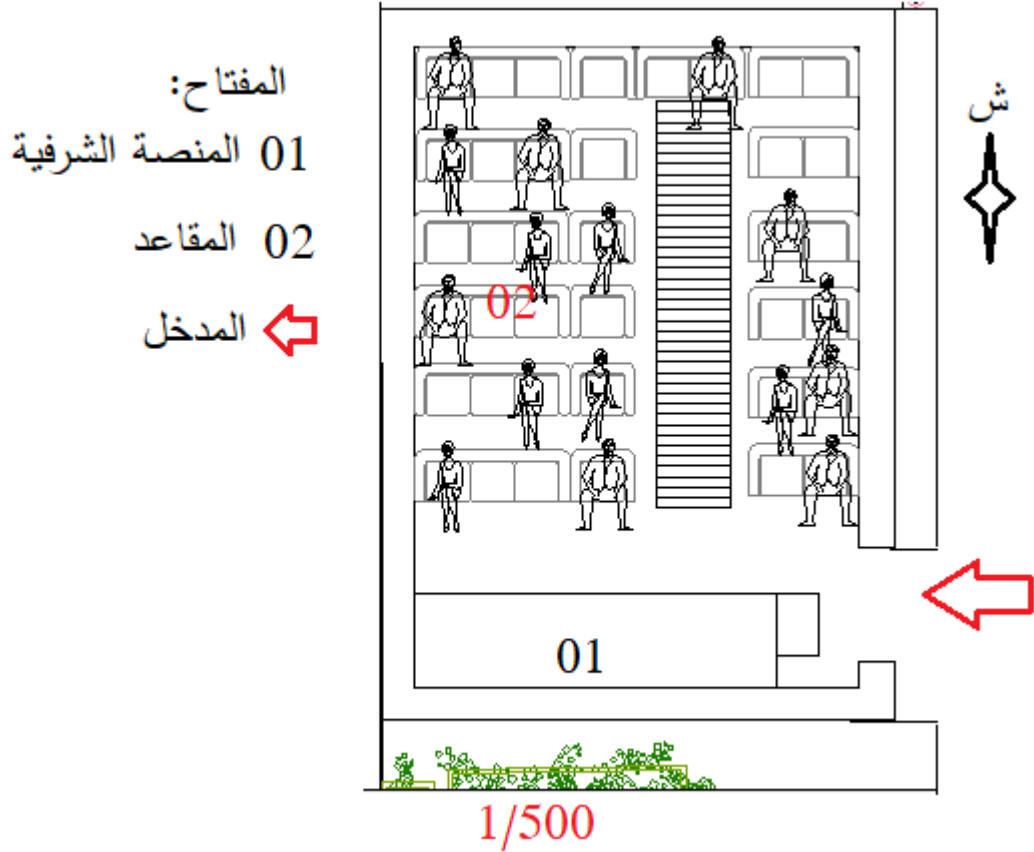 المفتاح:
01 المنصة الشرفية
02 المقاعد
المدخل
ش
02
01
1/500